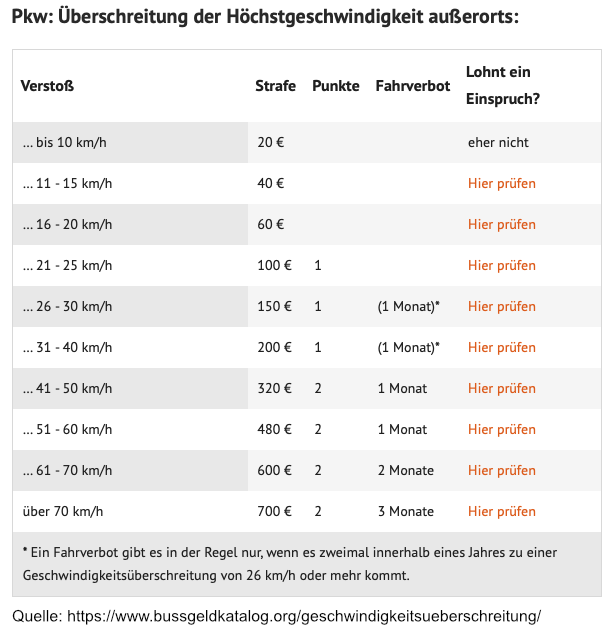 Pkw: Überschreitung der Höchstgeschwindigkeit außerorts:
Verstoß Strafe Punkte Fahrverbot Lohnt ein
Einspruch?
... bis 10 km/h 20 € eher nicht
... 11 - 15 km/h 40 € Hier prüfen
... 16 - 20 km/h 60 € Hier prüfen
... 21 - 25 km/h 100 € 1 Hier prüfen
... 26 - 30 km/h 150 € 1 (1 Monat)* Hier prüfen
... 31 - 40 km/h 200 € 1 (1 Monat)* Hier prüfen
... 41 - 50 km/h 320 € 2 1 Monat Hier prüfen
... 51 - 60 km/h 480 € 2 1 Monat Hier prüfen
... 61 - 70 km/h 600 € 2 2 Monate Hier prüfen
über 70 km/h 700 € 2 3 Monate Hier prüfen
* Ein Fahrverbot gibt es in der Regel nur, wenn es zweimal innerhalb eines Jahres zu einer
Geschwindigkeitsüberschreitung von 26 km/h oder mehr kommt.
Quelle: https://www.bussgeldkatalog.org/geschwindigkeitsueberschreitung/